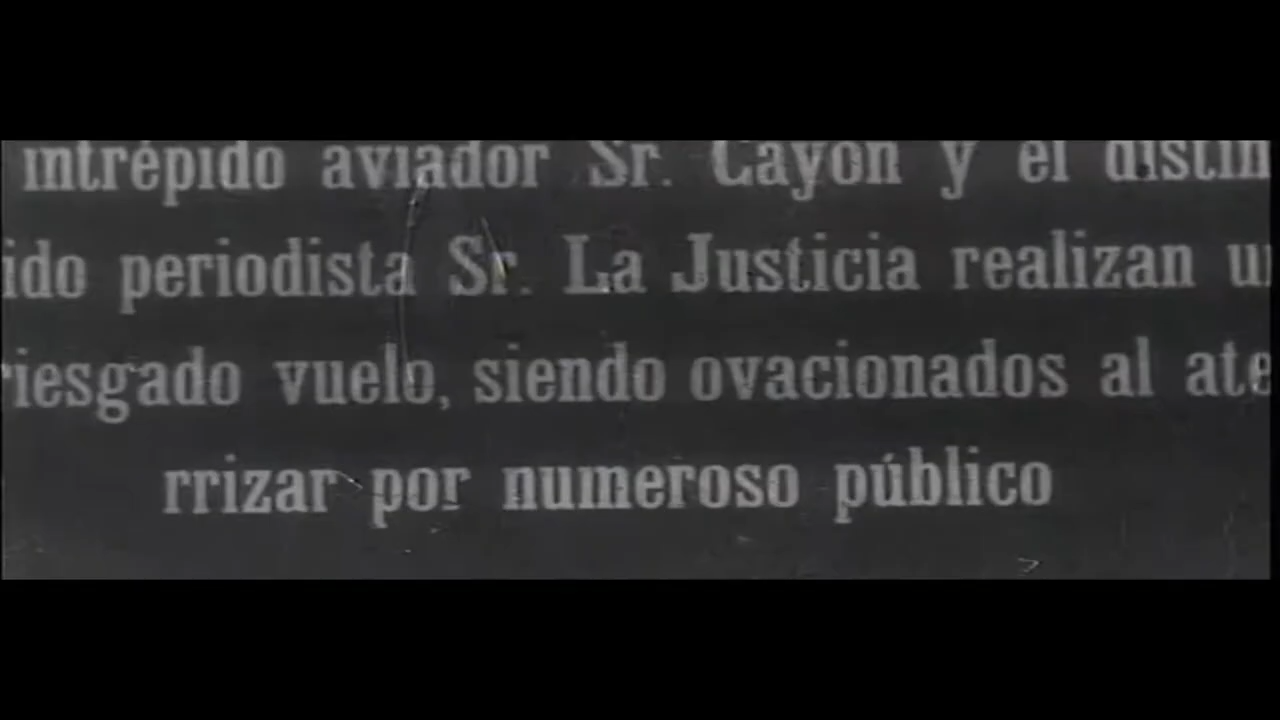 intrépido aviador Sr. Cayón y el distin
ido periodista Sr. La Justicia realizan u
riesgado vuelo, siendo ovacionados al ate
rrizar por numeroso público